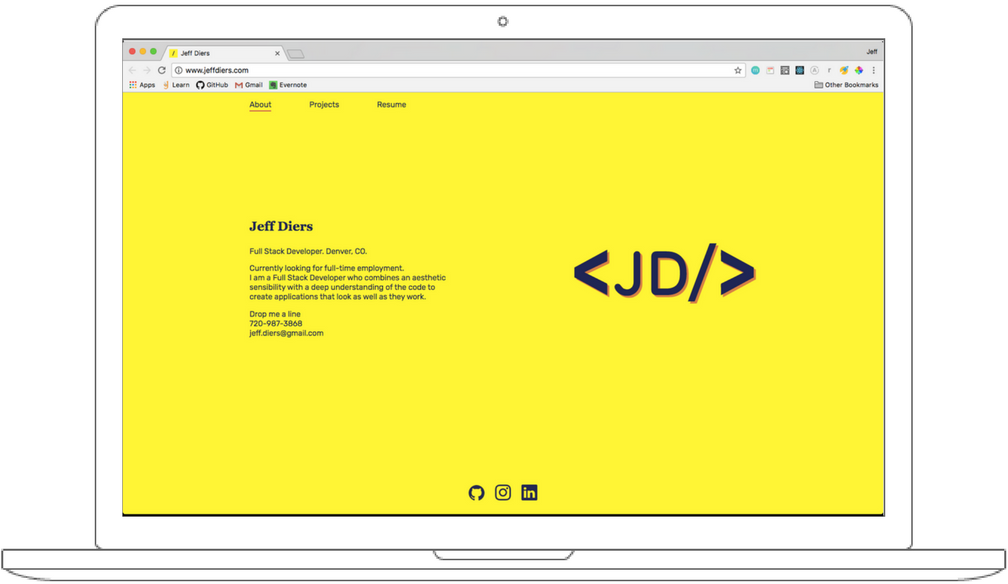 Jeff Diers
Jeff
www.jeffdiers.com
Apps Learn GitHub Gmail Evernote Other Bookmarks
About Projects Resume
Jeff Diers
Full Stack Developer. Denver, CO.
Currently looking for full-time employment.
I am a Full Stack Developer who combines an aesthetic
sensibility with a deep understanding of the code to
create applications that look as well as they work.
Drop me a line
720-987-3868
jeff.diers@gmail.com
<JD/>
in